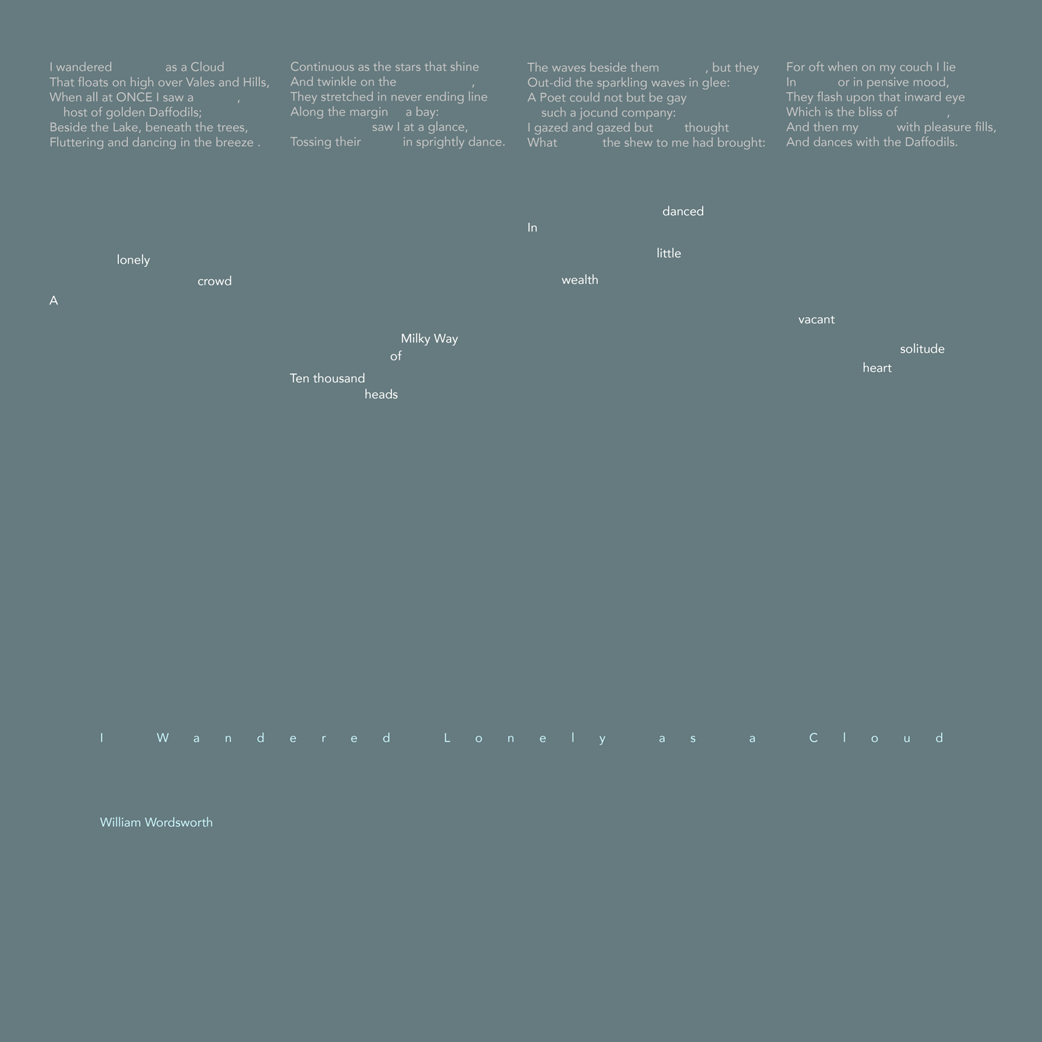 I wandered as a Cloud
That floats on high over Vales and Hills,
When all at ONCE I saw a ,
host of golden Daffodils;
Beside the Lake, beneath the trees,
Fluttering and dancing in the breeze .
Continuous as the stars that shine
And twinkle on the ,
They stretched in never ending line
Along the margin a bay:
saw I at a glance,
Tossing their in sprightly dance.
The waves beside them , but they
Out-did the sparkling waves in glee:
A Poet could not but be gay
such a jocund company:
I gazed and gazed but thought
What the shew to me had brought:
For oft when on my couch I lie
In or in pensive mood,
They flash upon that inward eye
Which is the bliss of ,
And then my with pleasure fills,
And dances with the Daffodils.
lonely
crowd
A
Milky Way
of
Ten thousand
heads
danced
In
little
wealth
vacant
solitude
heart
I Wandered Lonely as a Cloud
William Wordsworth